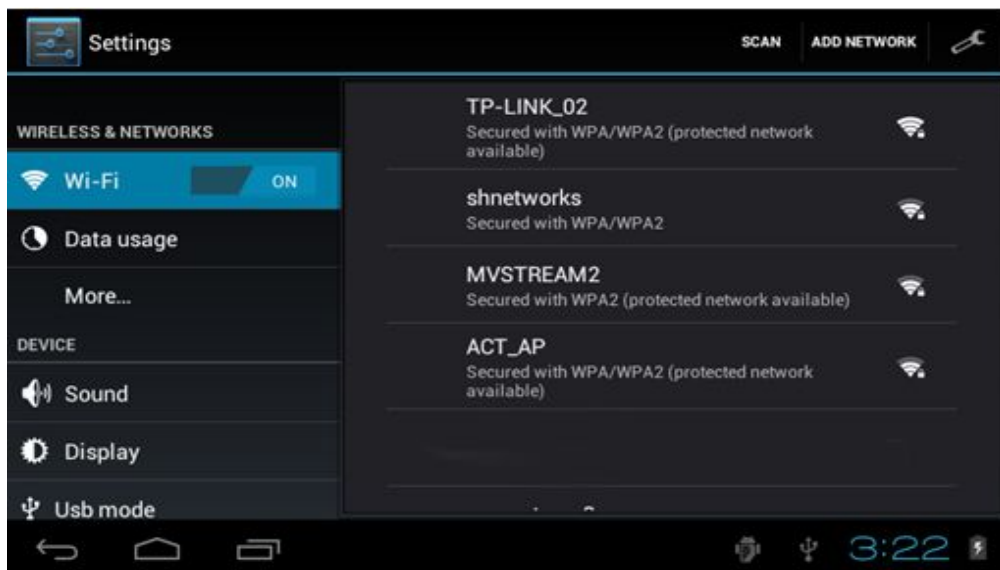 Settings
SCAN
ADD NETWORK
WIRELESS & NETWORKS
Wi-Fi
ON
Data usage
More...
DEVICE
Sound
Display
Usb mode
TP-LINK_02
Secured with WPA/WPA2 (protected network
available)
shnetworks
Secured with WPA/WPA2
MVSTREAM2
Secured with WPA2 (protected network available)
ACT_AP
Secured with WPA/WPA2 (protected network
available)
3:22